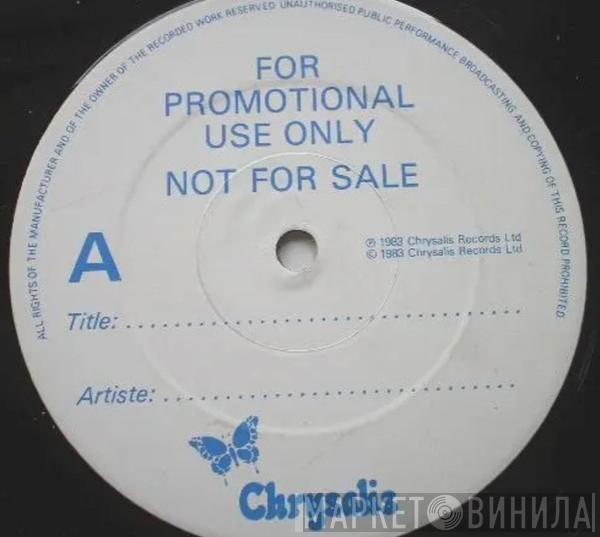 ALL RIGHTS OF THE MANUFACTURER AND OF THE OWNER OF THE RECORDED WORK RESERVED UNAUTHORISED PUBLIC PERFORMANCE BROADCASTING AND COPYING OF THIS RECORD PROHIBITED
FOR
PROMOTIONAL
USE ONLY
NOT FOR SALE
A
℗ 1983 Chrysalis Records Ltd
© 1983 Chrysalis Records Ltd
Title: ........................................
Artiste: ........................................
Chrysalis
МАРКЕТ ВИНИЛА